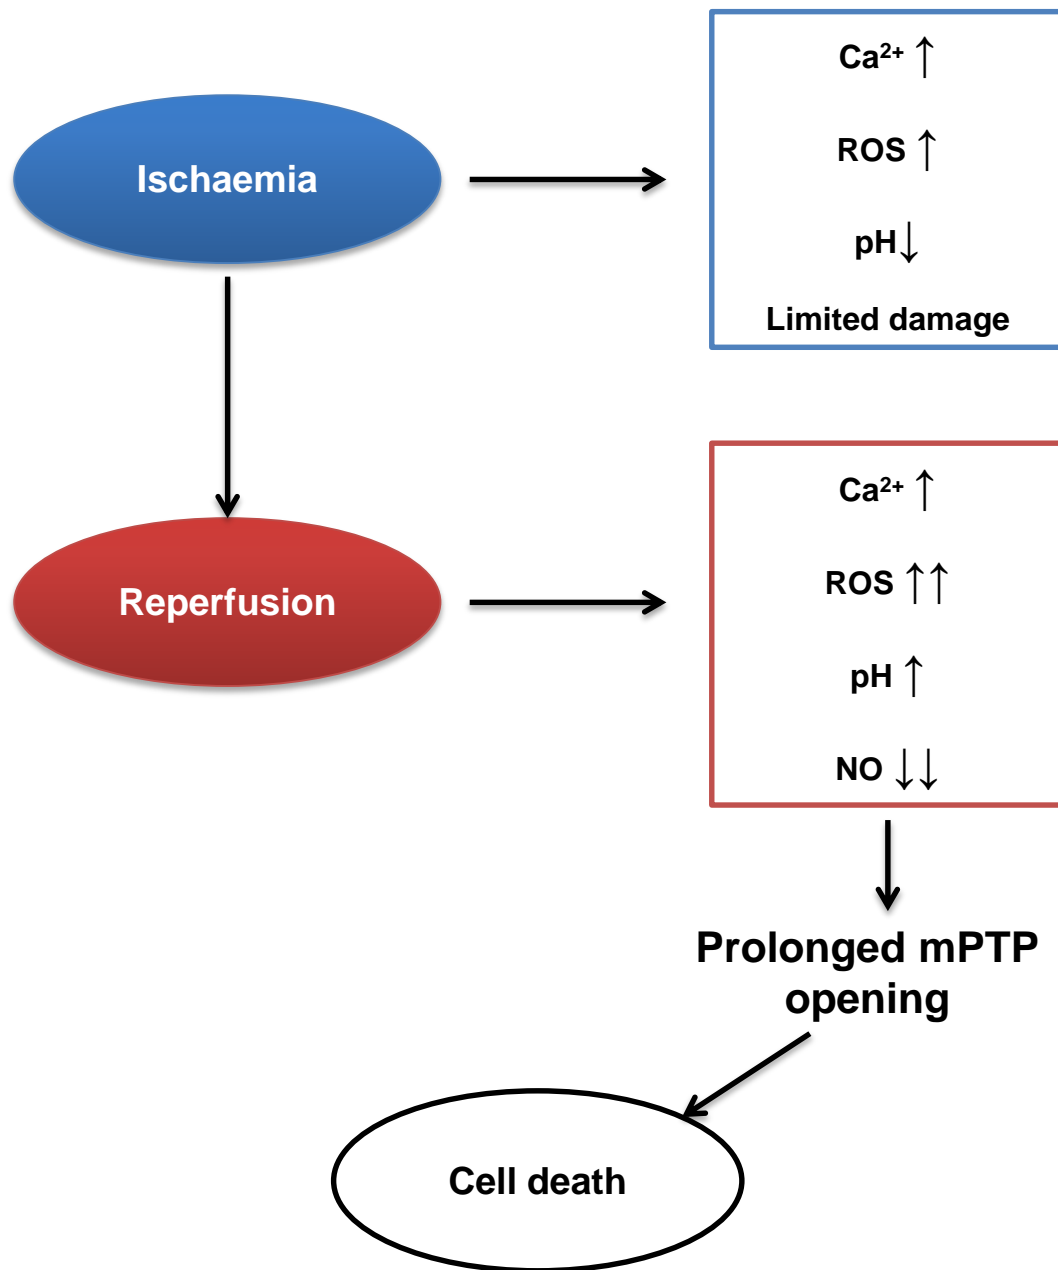 Ischaemia
Ca²⁺ ↑
ROS ↑
pH↓
Limited damage
Reperfusion
Ca²⁺ ↑
ROS ↑↑
pH ↑
NO ↓↓
Prolonged mPTP
opening
Cell death